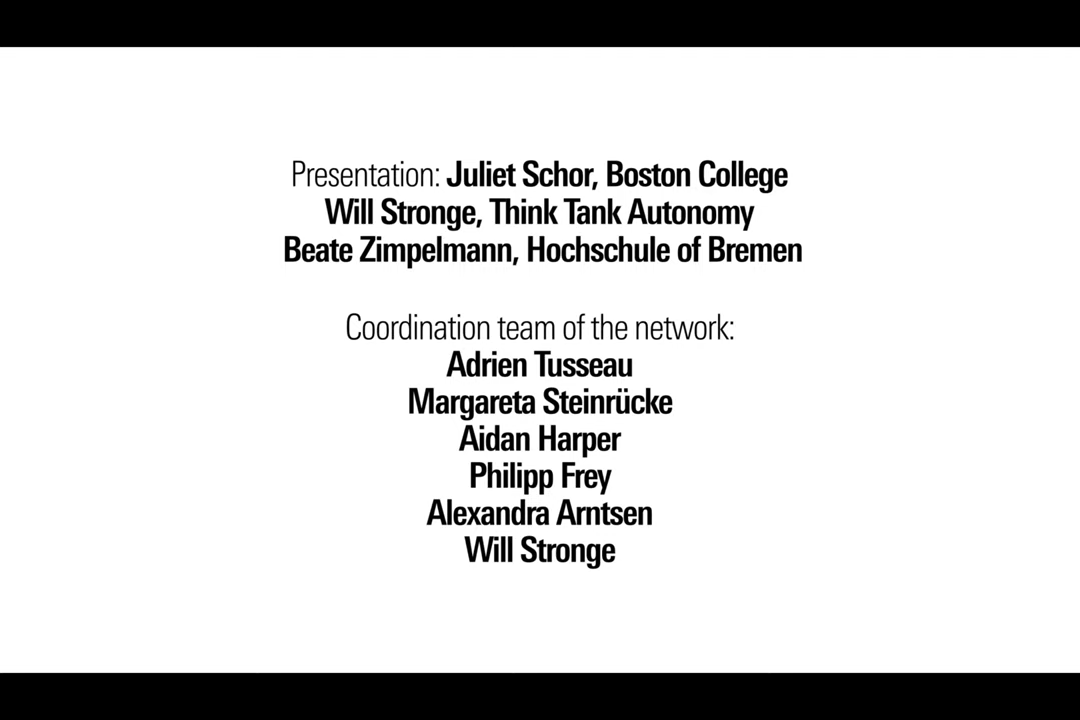 Presentation: Juliet Schor, Boston College
Will Stronge, Think Tank Autonomy
Beate Zimpelmann, Hochschule of Bremen
Coordination team of the network:
Adrien Tusseau
Margareta Steinrücke
Aidan Harper
Philipp Frey
Alexandra Arntsen
Will Stronge